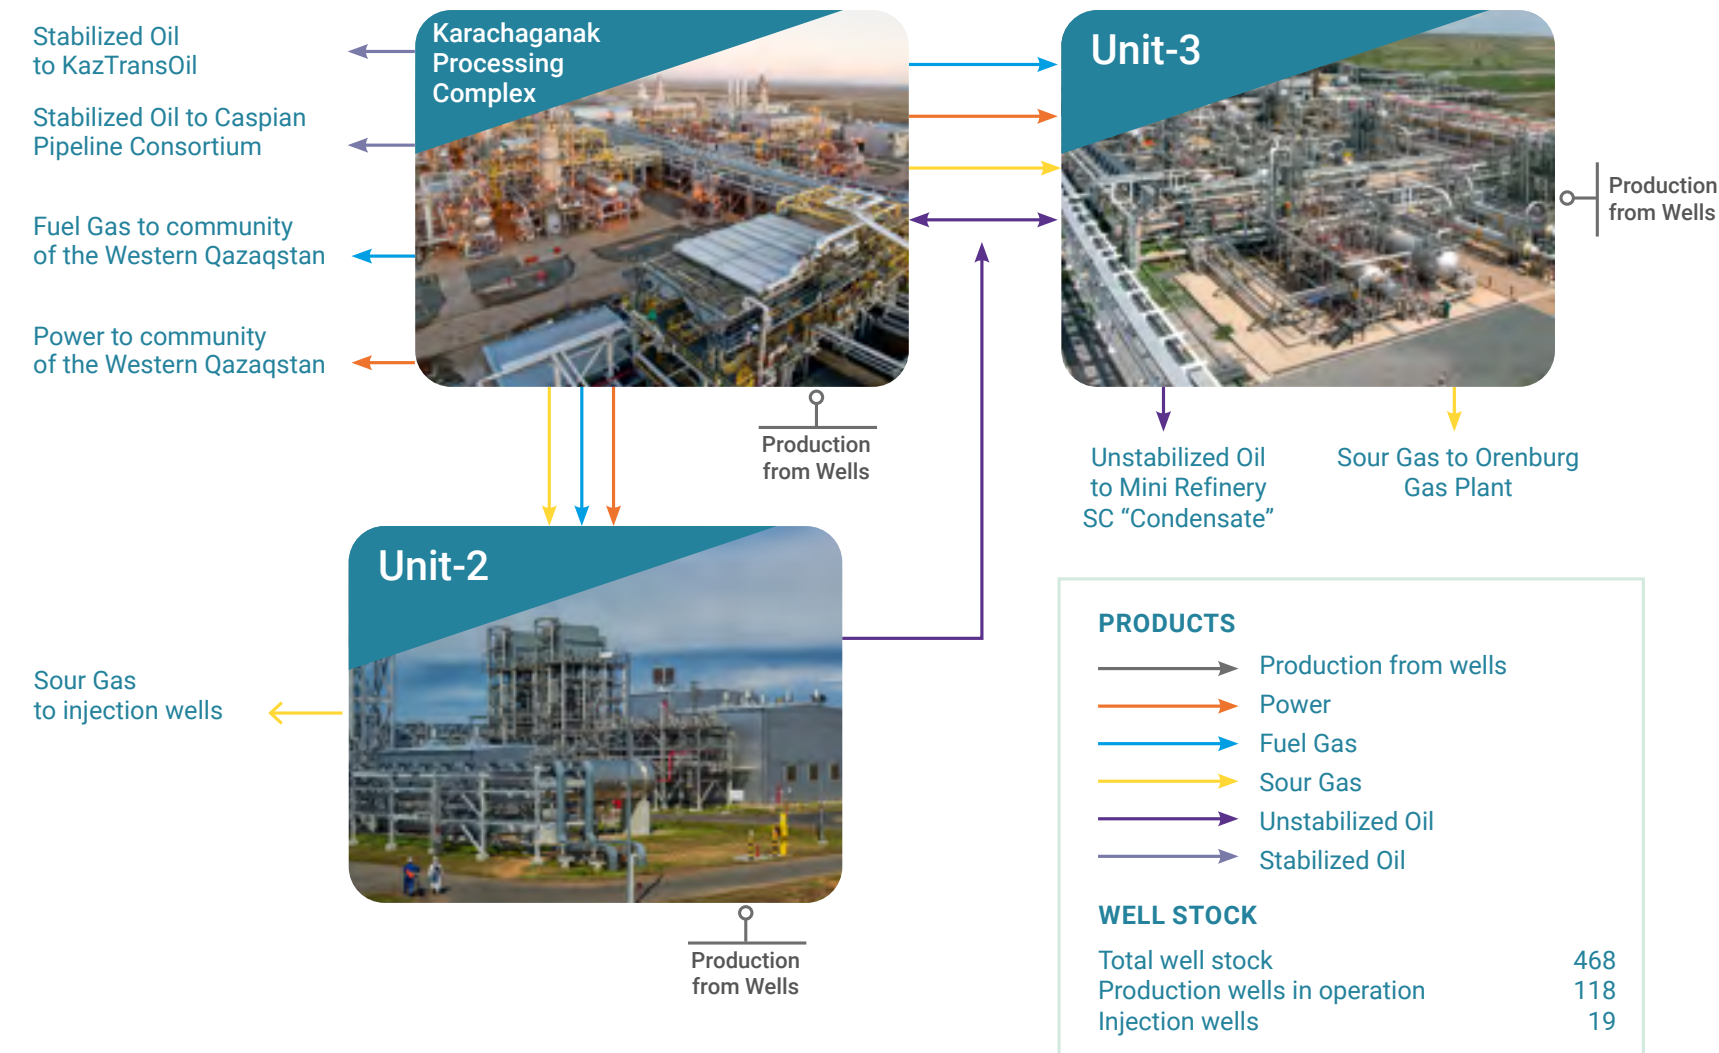 Stabilized Oil
to KazTransOil
Stabilized Oil to Caspian
Pipeline Consortium
Fuel Gas to community
of the Western Qazaqstan
Power to community
of the Western Qazaqstan
Karachaganak
Processing
Complex
Production
from Wells
Unit-3
Production
from Wells
Unstabilized Oil
to Mini Refinery
SC “Condensate”
Sour Gas to Orenburg
Gas Plant
Unit-2
Sour Gas
to injection wells
Production
from Wells
PRODUCTS
Production from wells
Power
Fuel Gas
Sour Gas
Unstabilized Oil
Stabilized Oil
WELL STOCK
Total well stock 468
Production wells in operation 118
Injection wells 19